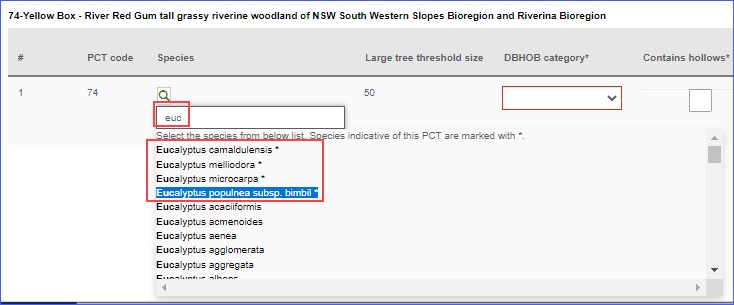 74-Yellow Box - River Red Gum tall grassy riverine woodland of NSW South Western Slopes Bioregion and Riverina Bioregion
# PCT code Species Large tree threshold size DBHOB category* Contains hollows*
1 74 50
euc
Select the species from below list. Species indicative of this PCT are marked with *.
Eucalyptus camaldulensis *
Eucalyptus melliodora *
Eucalyptus microcarpa *
Eucalyptus populnea subsp. bimbil *
Eucalyptus acaciiformis
Eucalyptus acmenoides
Eucalyptus aenea
Eucalyptus agglomerata
Eucalyptus aggregata